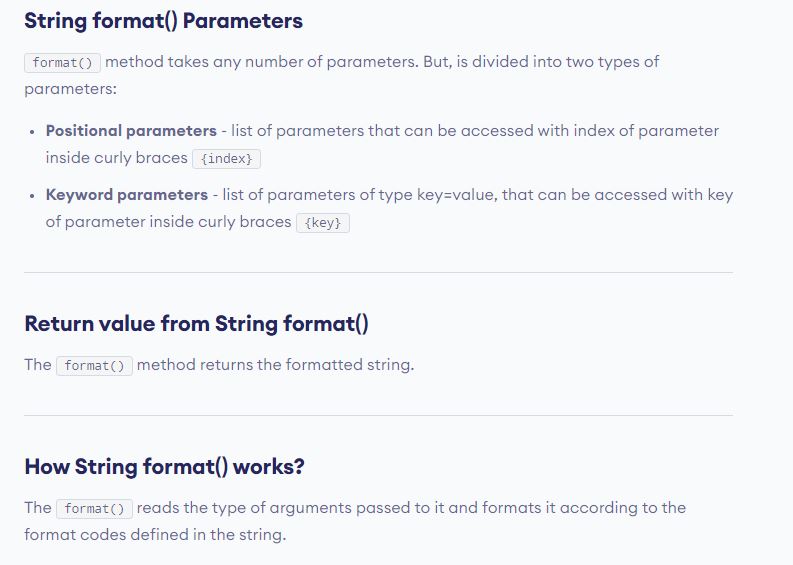 String format() Parameters
format() method takes any number of parameters. But, is divided into two types of
parameters:
• Positional parameters - list of parameters that can be accessed with index of parameter
inside curly braces {index}
• Keyword parameters - list of parameters of type key=value, that can be accessed with key
of parameter inside curly braces {key}
Return value from String format()
The format() method returns the formatted string.
How String format() works?
The format() reads the type of arguments passed to it and formats it according to the
format codes defined in the string.